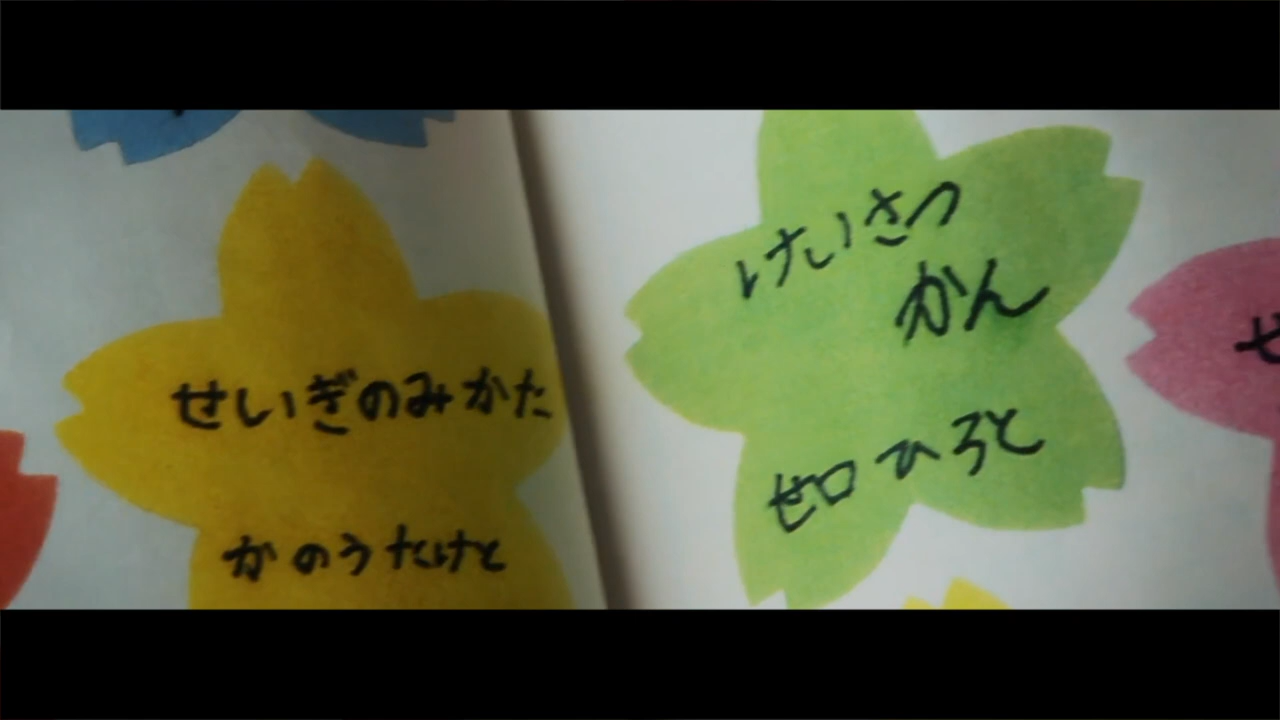 せいぎのみかた
かのうたけと
けいさつ
かん
ゼロひろと